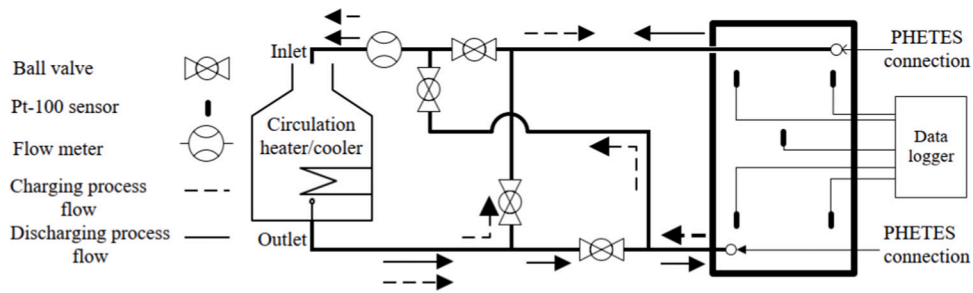 Ball valve
Pt-100 sensor
Flow meter
Charging process
flow
Discharging process
flow
Inlet
Circulation
heater/cooler
Outlet
PHETES
connection
Data
logger
PHETES
connection